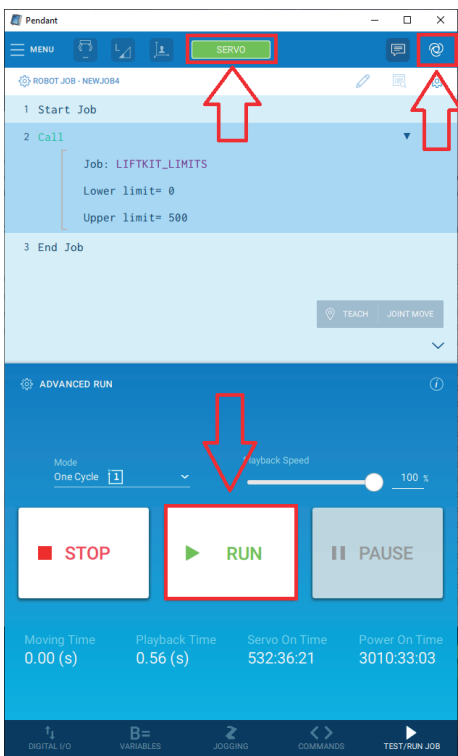 Pendant
MENU
SERVO
ROBOT JOB - NEWJOB4
1 Start Job
2 Call
Job: LIFTKIT_LIMITS
Lower limit= 0
Upper limit= 500
3 End Job
TEACH JOINT MOVE
ADVANCED RUN
Mode
Playback Speed
One Cycle 1
100 %
STOP
RUN
PAUSE
Moving Time Playback Time Servo On Time Power On Time
0.00 (s) 0.56 (s) 532:36:21 3010:33:03
DIGITAL I/O VARIABLES JOGGING COMMANDS TEST/RUN JOB